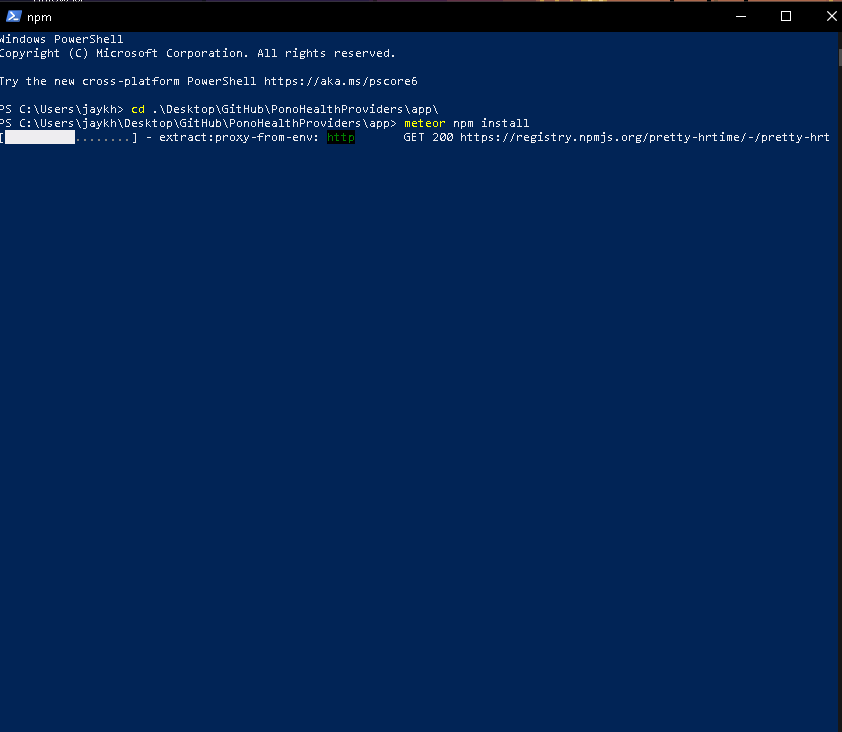 npm
Windows PowerShell
Copyright (C) Microsoft Corporation. All rights reserved.
Try the new cross-platform PowerShell https://aka.ms/pscore6
PS C:\Users\jaykh> cd .\Desktop\GitHub\PonoHealthProviders\app\
PS C:\Users\jaykh\Desktop\GitHub\PonoHealthProviders\app> meteor npm install
[          ........] - extract:proxy-from-env: http       GET 200 https://registry.npmjs.org/pretty-hrtime/-/pretty-hrt